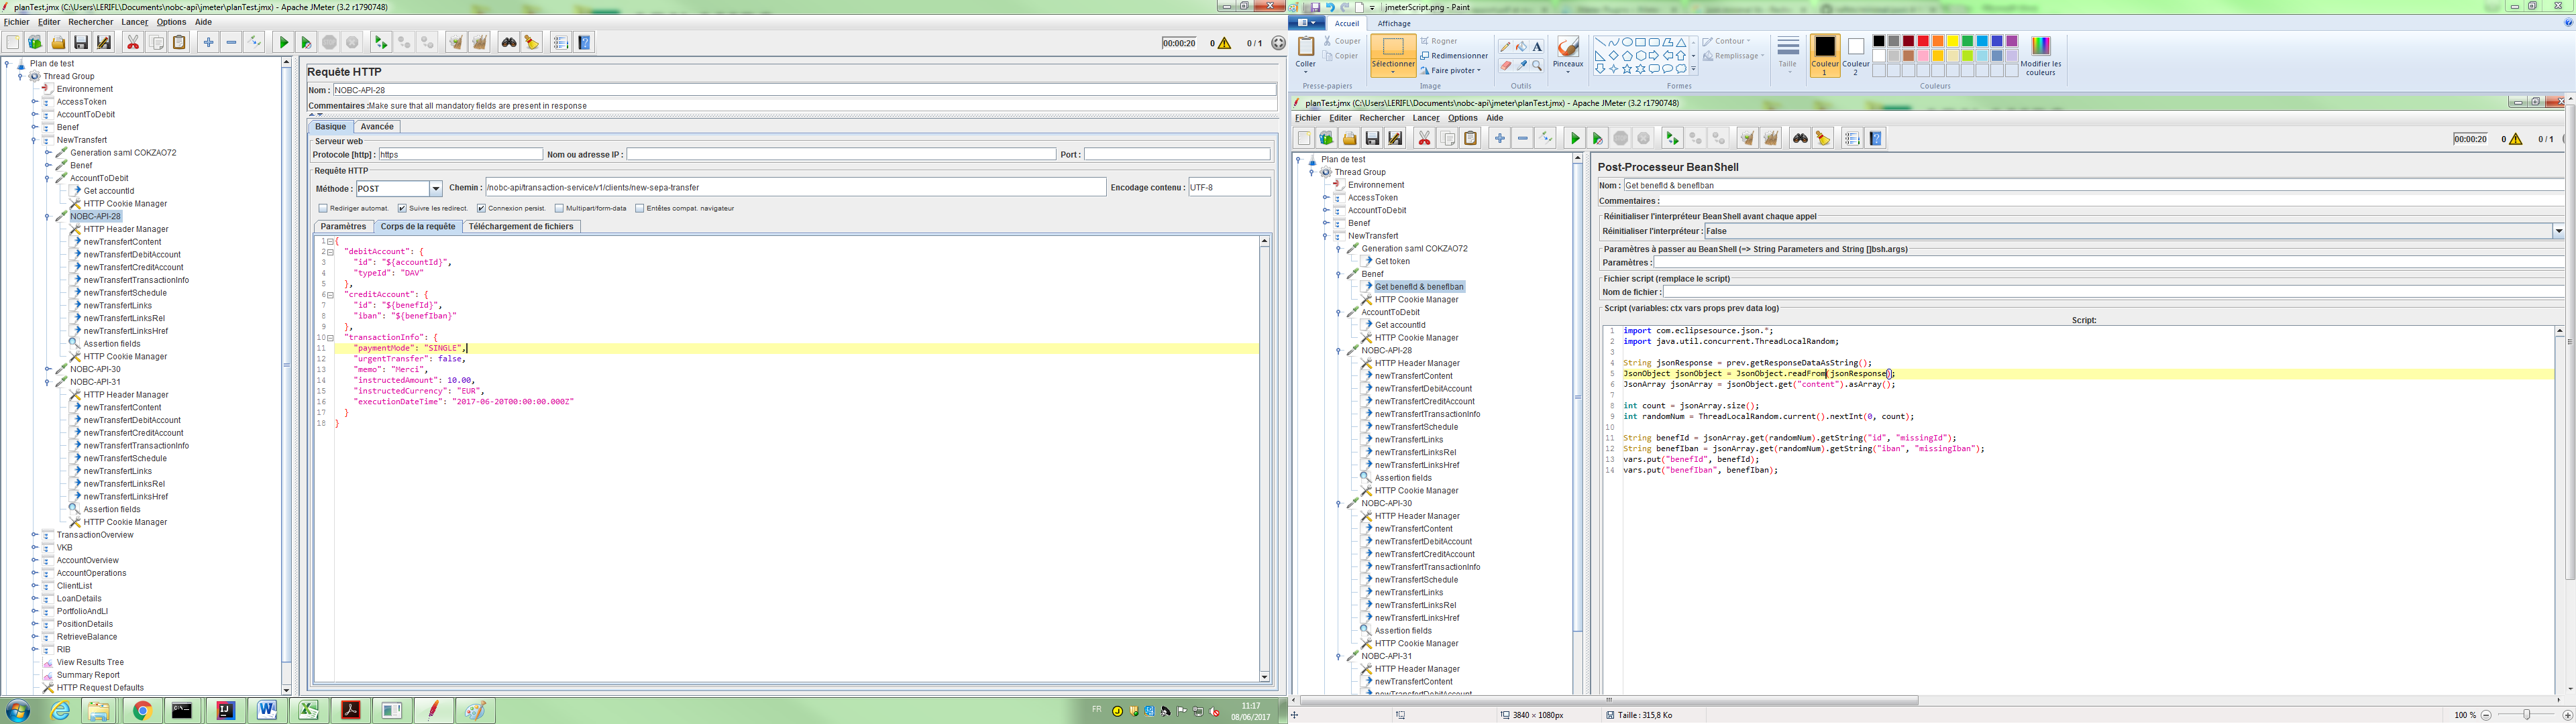 planTest.jmx (C:\Users\LERIFL\Documents\nobc-api\jmeter\planTest.jmx) - Apache JMeter (3.2 r1790748)
Fichier Editer Rechercher Lancer Options Aide
00:00:20 0 0 / 1
Plan de test
Thread Group
Environnement
AccessToken
AccountToDebit
Benef
NewTransfert
Generation saml COKZAO72
Benef
AccountToDebit
Get accountId
HTTP Cookie Manager
NOBC-API-28
HTTP Header Manager
newTransfertContent
newTransfertDebitAccount
newTransfertCreditAccount
newTransfertTransactionInfo
newTransfertSchedule
newTransfertLinks
newTransfertLinksRel
newTransfertLinksHref
Assertion fields
HTTP Cookie Manager
NOBC-API-30
NOBC-API-31
HTTP Header Manager
newTransfertContent
newTransfertDebitAccount
newTransfertCreditAccount
newTransfertTransactionInfo
newTransfertSchedule
newTransfertLinks
newTransfertLinksRel
newTransfertLinksHref
Assertion fields
HTTP Cookie Manager
TransactionOverview
VKB
AccountOverview
AccountOperations
ClientList
LoanDetails
PortfolioAndLI
PositionDetails
RetrieveBalance
RIB
View Results Tree
Summary Report
HTTP Request Defaults
Requête HTTP
Nom : NOBC-API-28
Commentaires :Make sure that all mandatory fields are present in response
Basique Avancée
Serveur web
Protocole [http] : https Nom ou adresse IP : Port :
Requête HTTP
Méthode : POST Chemin : /nobc-api/transaction-service/v1/clients/new-sepa-transfer Encodage contenu : UTF-8
Rediriger automat. Suivre les redirect. Connexion persist. Multipart/form-data Entêtes compat. navigateur
Paramètres Corps de la requête Téléchargement de fichiers
1 {
2 "debitAccount": {
3 "id": "${accountId}",
4 "typeId": "DAV"
5 },
6 "creditAccount": {
7 "id": "${benefId}",
8 "iban": "${benefIban}"
9 },
10 "transactionInfo": {
11 "paymentMode": "SINGLE",
12 "urgentTransfer": false,
13 "memo": "Merci",
14 "instructedAmount": 10.00,
15 "instructedCurrency": "EUR",
16 "executionDateTime": "2017-06-20T00:00:00.000Z"
17 }
18 }
FR 11:17
08/06/2017
jmeterScript.png - Paint
Accueil Affichage
Coller
Couper
Copier
Presse-papiers
Sélectionner
Rogner
Redimensionner
Faire pivoter
Image
Outils
Pinceaux
Contour
Remplissage
Formes
Taille
Couleur 1
Couleur 2
Modifier les couleurs
Couleurs
planTest.jmx (C:\Users\LERIFL\Documents\nobc-api\jmeter\planTest.jmx) - Apache JMeter (3.2 r1790748)
Fichier Editer Rechercher Lancer Options Aide
00:00:20 0 0 / 1
Plan de test
Thread Group
Environnement
AccessToken
AccountToDebit
Benef
NewTransfert
Generation saml COKZAO72
Get token
Benef
Get benefId & benefIban
HTTP Cookie Manager
AccountToDebit
Get accountId
HTTP Cookie Manager
NOBC-API-28
HTTP Header Manager
newTransfertContent
newTransfertDebitAccount
newTransfertCreditAccount
newTransfertTransactionInfo
newTransfertSchedule
newTransfertLinks
newTransfertLinksRel
newTransfertLinksHref
Assertion fields
HTTP Cookie Manager
NOBC-API-30
HTTP Header Manager
newTransfertContent
newTransfertDebitAccount
newTransfertCreditAccount
newTransfertTransactionInfo
newTransfertSchedule
newTransfertLinks
newTransfertLinksRel
newTransfertLinksHref
Assertion fields
HTTP Cookie Manager
NOBC-API-31
HTTP Header Manager
newTransfertContent
newTransfertDebitAccount
Post-Processeur BeanShell
Nom : Get benefId & benefIban
Commentaires :
Réinitialiser l'interpréteur BeanShell avant chaque appel
Réinitialiser l'interpréteur : False
Paramètres à passer au BeanShell (=> String Parameters and String []bsh.args)
Paramètres :
Fichier script (remplace le script)
Nom de fichier :
Script (variables: ctx vars props prev data log)
Script:
1 import com.eclipsesource.json.*;
2 import java.util.concurrent.ThreadLocalRandom;
3
4 String jsonResponse = prev.getResponseDataAsString();
5 JsonObject jsonObject = JsonObject.readFrom(jsonResponse);
6 JsonArray jsonArray = jsonObject.get("content").asArray();
7
8 int count = jsonArray.size();
9 int randomNum = ThreadLocalRandom.current().nextInt(0, count);
10
11 String benefId = jsonArray.get(randomNum).getString("id", "missingId");
12 String benefIban = jsonArray.get(randomNum).getString("iban", "missingIban");
13 vars.put("benefId", benefId);
14 vars.put("benefIban", benefIban);
3840 × 1080px Taille : 315,8 Ko 100 %